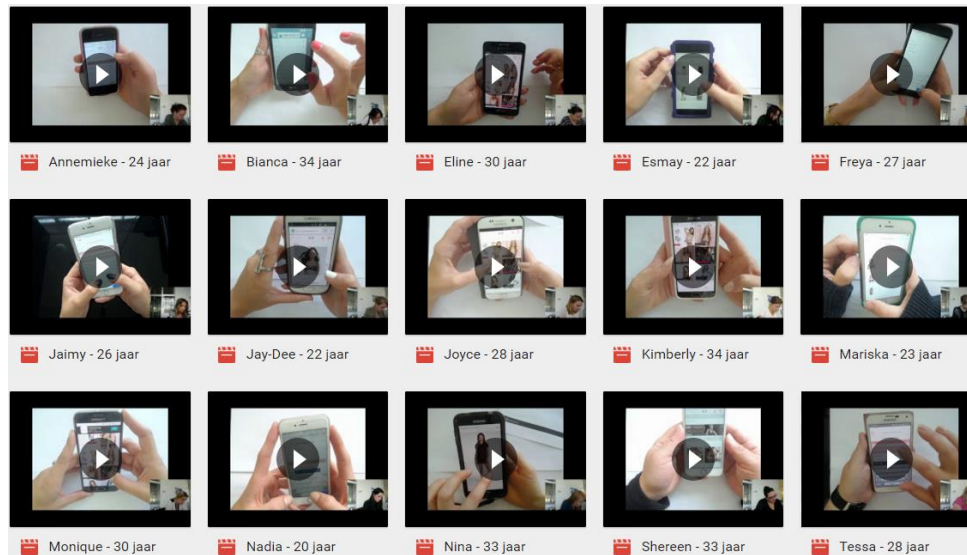 Annemieke - 24 jaar
Bianca - 34 jaar
Eline - 30 jaar
Esmay - 22 jaar
Freya - 27 jaar
Jaimy - 26 jaar
Jay-Dee - 22 jaar
Joyce - 28 jaar
Kimberly - 34 jaar
Mariska - 23 jaar
Monique - 30 jaar
Nadia - 20 jaar
Nina - 33 jaar
Shereen - 33 jaar
Tessa - 28 jaar